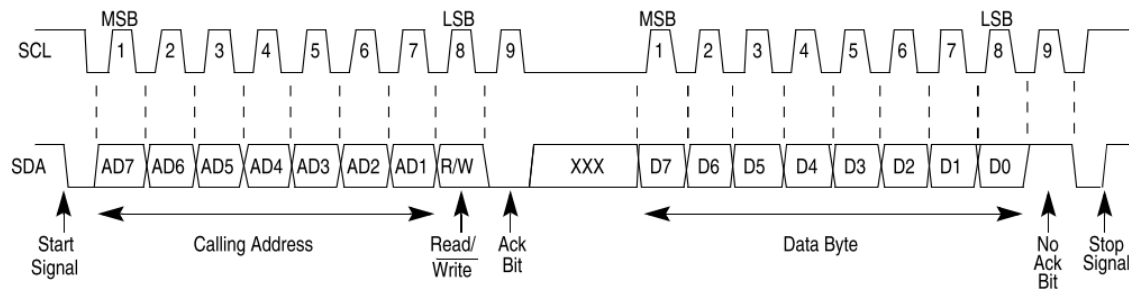 MSB LSB MSB LSB
SCL 1 2 3 4 5 6 7 8 9 1 2 3 4 5 6 7 8 9
SDA AD7 AD6 AD5 AD4 AD3 AD2 AD1 R/W XXX D7 D6 D5 D4 D3 D2 D1 D0
Start Signal
Calling Address
Read/
Write
Ack
Bit
Data Byte
No
Ack
Bit
Stop
Signal